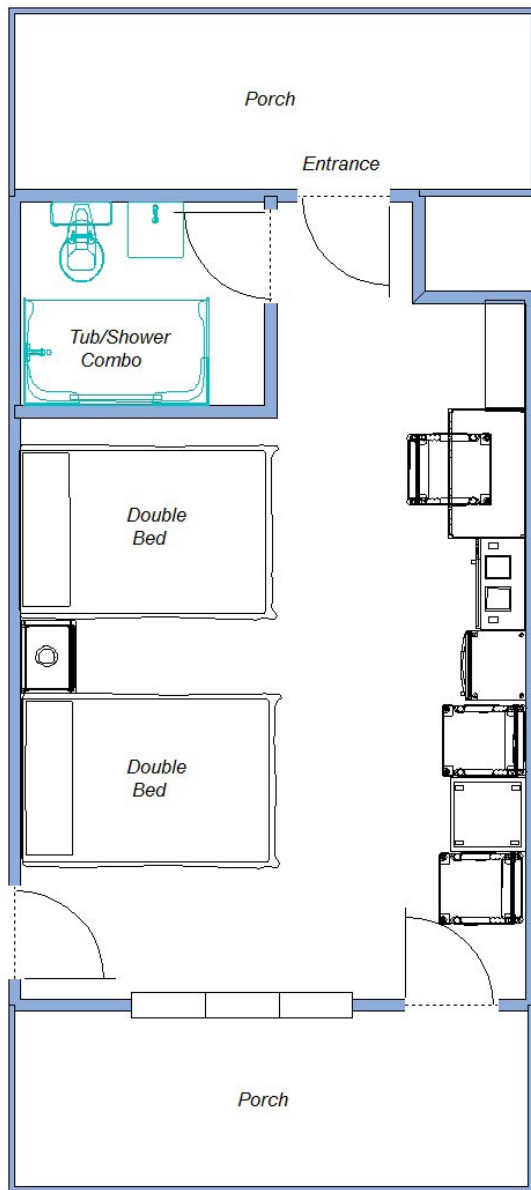 Porch
Entrance
Tub/Shower
Combo
Double
Bed
Double
Bed
Porch